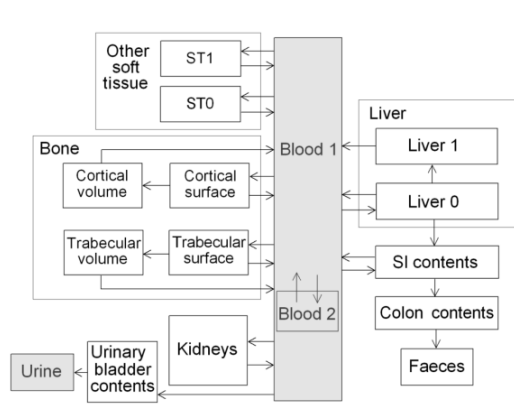 Other
soft
tissue
ST1
ST0
Blood 1
Liver
Liver 1
Liver 0
Bone
Cortical
volume
Cortical
surface
Trabecular
volume
Trabecular
surface
SI contents
Blood 2
Colon contents
Kidneys
Urinary
bladder
contents
Urine
Faeces